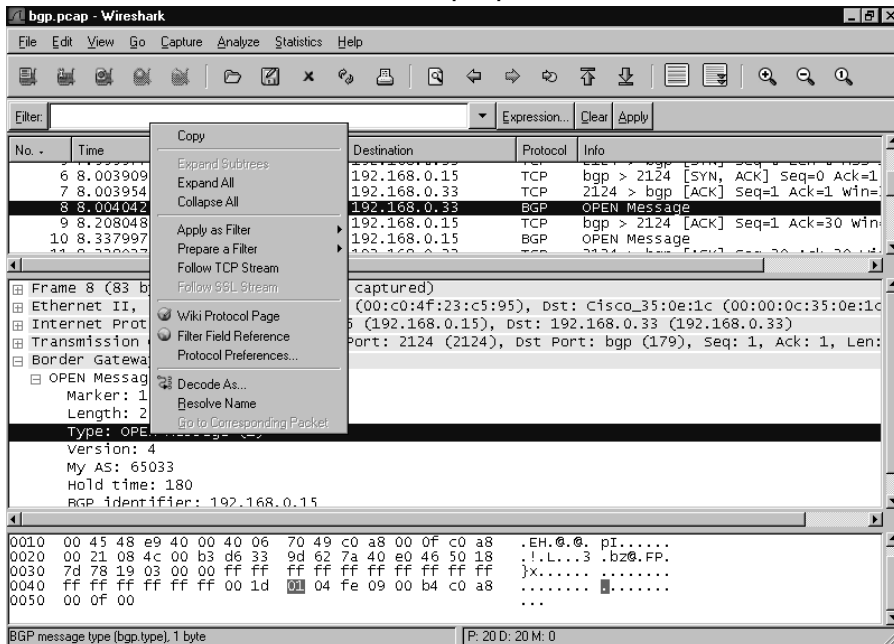 bgp.pcap - Wireshark
File Edit View Go Capture Analyze Statistics Help
Filter: Expression... Clear Apply
No. - Time Destination Protocol Info
6 8.003909 192.168.0.15 TCP bgp > 2124 [SYN, ACK] Seq=0 Ack=1
7 8.003954 192.168.0.33 TCP 2124 > bgp [ACK] Seq=1 Ack=1 Win=
8 8.004042 192.168.0.33 BGP OPEN Message
9 8.208048 192.168.0.15 TCP bgp > 2124 [ACK] Seq=1 Ack=30 Win
10 8.337997 192.168.0.15 BGP OPEN Message
Copy
Expand Subtrees
Expand All
Collapse All
Apply as Filter
Prepare a Filter
Follow TCP Stream
Follow SSL Stream
Wiki Protocol Page
Filter Field Reference
Protocol Preferences...
Decode As...
Resolve Name
Go to Corresponding Packet
Frame 8 (83 b captured)
Ethernet II, (00:c0:4f:23:c5:95), Dst: Cisco_35:0e:1c (00:00:0c:35:0e:1c
Internet Prot (192.168.0.15), Dst: 192.168.0.33 (192.168.0.33)
Transmission Port: 2124 (2124), Dst Port: bgp (179), Seq: 1, Ack: 1, Len:
Border Gatewa
OPEN Messag
Marker: 1
Length: 2
Type: OPEN Message (1)
Version: 4
My AS: 65033
Hold time: 180
BGP identifier: 192.168.0.15
0010 00 45 48 e9 40 00 40 06 70 49 c0 a8 00 0f c0 a8 .EH.@.@. pI......
0020 00 21 08 4c 00 b3 d6 33 9d 62 7a 40 e0 46 50 18 .!.L...3 .bz@.FP.
0030 7d 78 19 03 00 00 ff ff ff ff ff ff ff ff ff ff }x...... ........
0040 ff ff ff ff ff ff 00 1d 01 04 fe 09 00 b4 c0 a8 ........ ........
0050 00 0f 00 ...
BGP message type (bgp.type), 1 byte P: 20 D: 20 M: 0